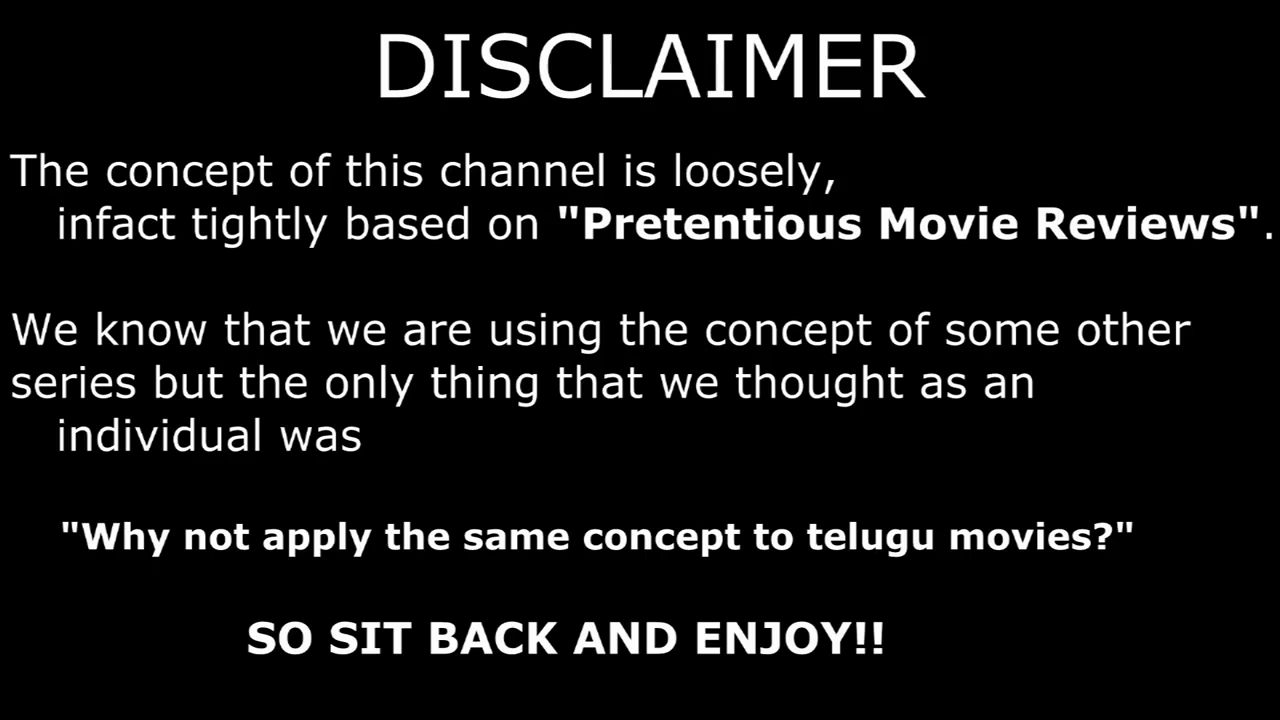 DISCLAIMER
The concept of this channel is loosely,
infact tightly based on "Pretentious Movie Reviews".
We know that we are using the concept of some other
series but the only thing that we thought as an
individual was
"Why not apply the same concept to telugu movies?"
SO SIT BACK AND ENJOY!!